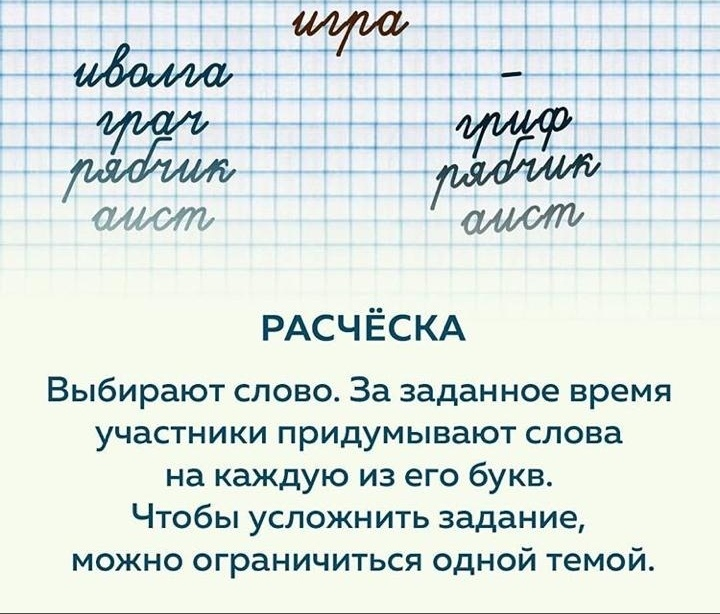 игра
иволга –
грач гриф
рябчик рябчик
аист аист
РАСЧЁСКА
Выбирают слово. За заданное время
участники придумывают слова
на каждую из его букв.
Чтобы усложнить задание,
можно ограничиться одной темой.